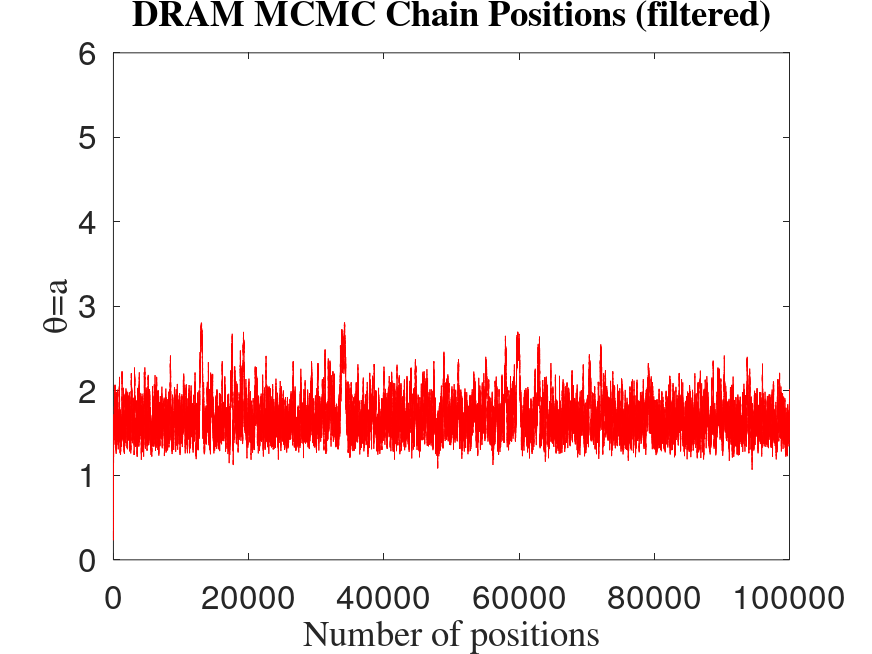 DRAM MCMC Chain Positions (filtered)
6
5
4
3
2
1
0
θ=a
0 20000 40000 60000 80000 100000
Number of positions